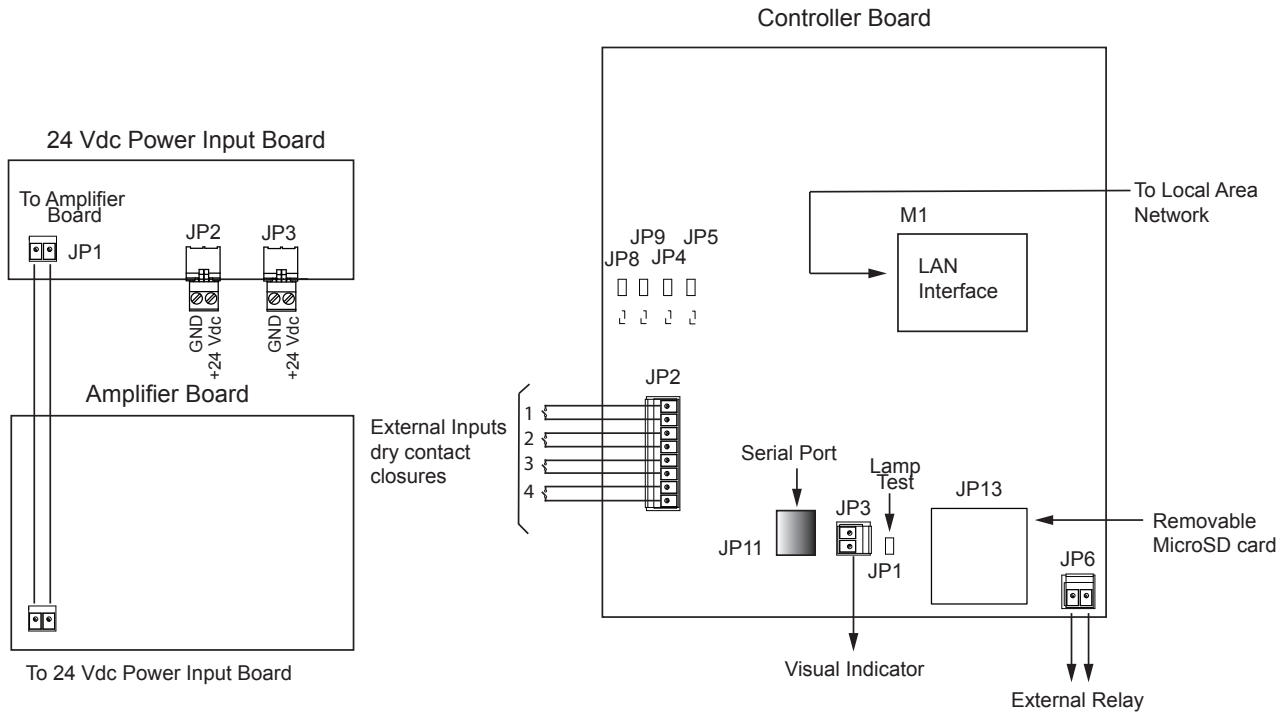 Controller Board
24 Vdc Power Input Board
To Amplifier
Board
JP1
JP2
JP3
GND
+24 Vdc
GND
+24 Vdc
Amplifier Board
To 24 Vdc Power Input Board
To Local Area
Network
M1
LAN
Interface
JP9
JP5
JP8
JP4
JP2
External Inputs
dry contact
closures
1
2
3
4
Serial Port
JP11
JP3
Lamp
Test
JP1
JP13
Removable
MicroSD card
JP6
Visual Indicator
External Relay